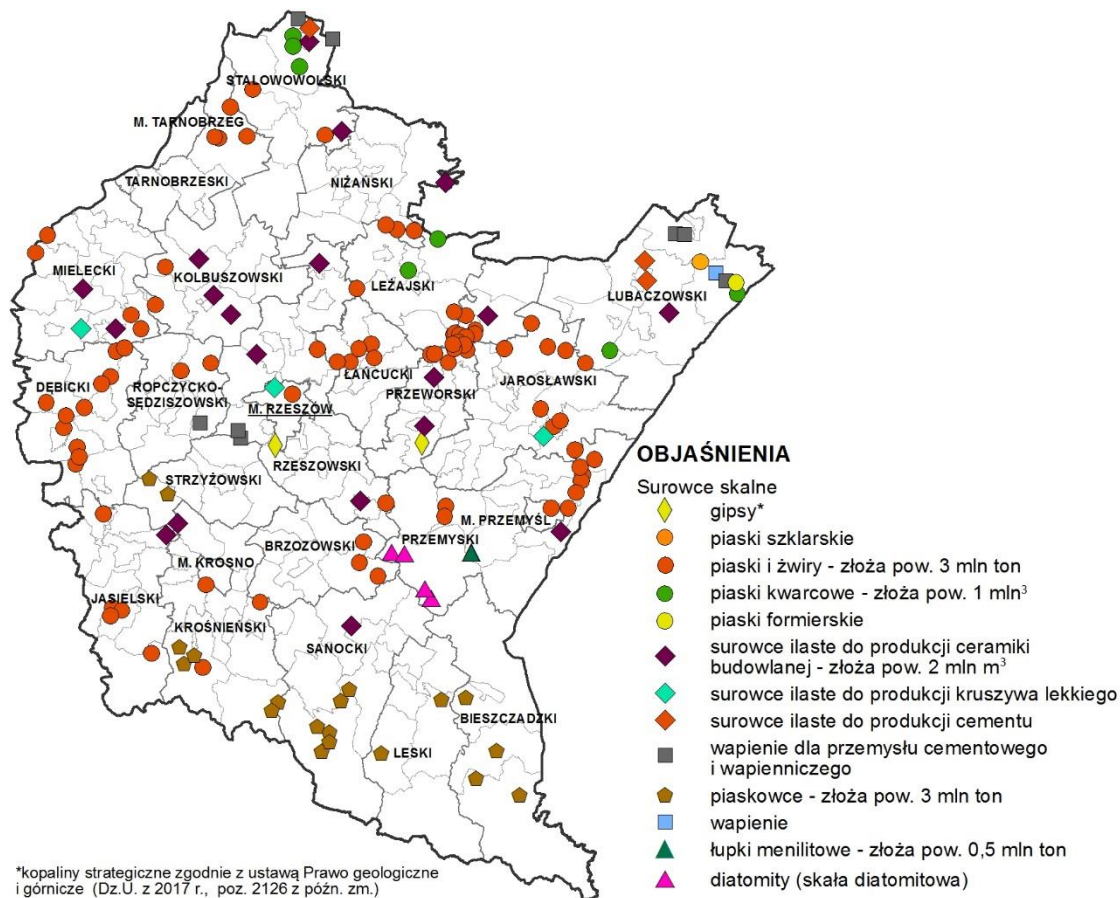 STALOWOWOLSKI
M. TARNOBRZEG
TARNOBRZESKI
NIŻAŃSKI
MIELECKI
KOLBUSZOWSKI
LEŻAJSKI
LUBACZOWSKI
DĘBICKI
ROPCZYCKO-
SĘDZISZOWSKI
ŁAŃCUCKI
PRZEWORSKI
JAROSŁAWSKI
M. RZESZÓW
RZESZOWSKI
STRZYŻOWSKI
M. PRZEMYŚL
PRZEMYSKI
BRZOZOWSKI
M. KROSNO
JASIELSKI
KROŚNIEŃSKI
SANOCKI
BIESZCZADZKI
LESKI
OBJAŚNIENIA
Surowce skalne
gipsy*
piaski szklarskie
piaski i żwiry - złoża pow. 3 mln ton
piaski kwarcowe - złoża pow. 1 mln³
piaski formierskie
surowce ilaste do produkcji ceramiki
budowlanej - złoża pow. 2 mln m³
surowce ilaste do produkcji kruszywa lekkiego
surowce ilaste do produkcji cementu
wapienie dla przemysłu cementowego
i wapienniczego
piaskowce - złoża pow. 3 mln ton
wapienie
łupki menilitowe - złoża pow. 0,5 mln ton
diatomity (skała diatomitowa)
*kopaliny strategiczne zgodnie z ustawą Prawo geologiczne
i górnicze (Dz.U. z 2017 r., poz. 2126 z późn. zm.)